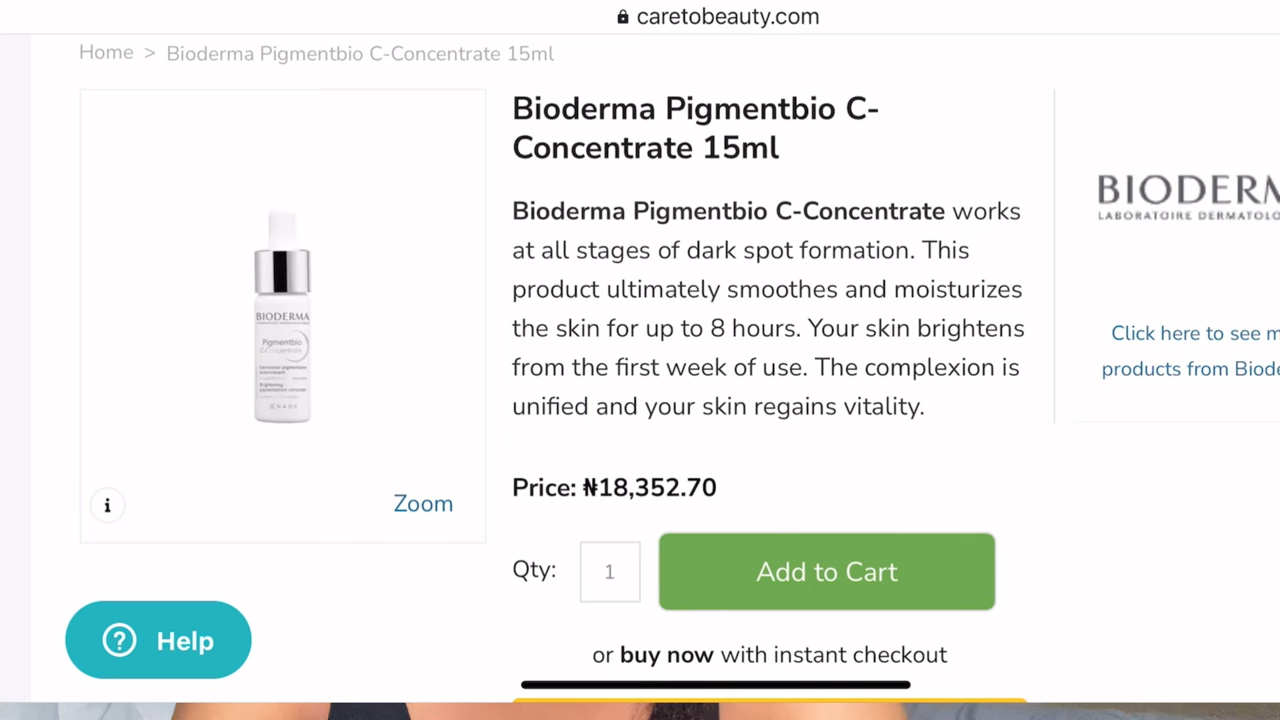 caretobeauty.com
Home > Bioderma Pigmentbio C-Concentrate 15ml
Bioderma Pigmentbio C-
Concentrate 15ml
Bioderma Pigmentbio C-Concentrate works
at all stages of dark spot formation. This
product ultimately smoothes and moisturizes
the skin for up to 8 hours. Your skin brightens
from the first week of use. The complexion is
unified and your skin regains vitality.
BIODERMA
Pigmentbio
C-Concentrate
NAOS
i
Zoom
Price: ₦18,352.70
Qty:
1
Add to Cart
or buy now with instant checkout
Help
BIODERM
LABORATOIRE DERMATOLO
Click here to see m
products from Biode